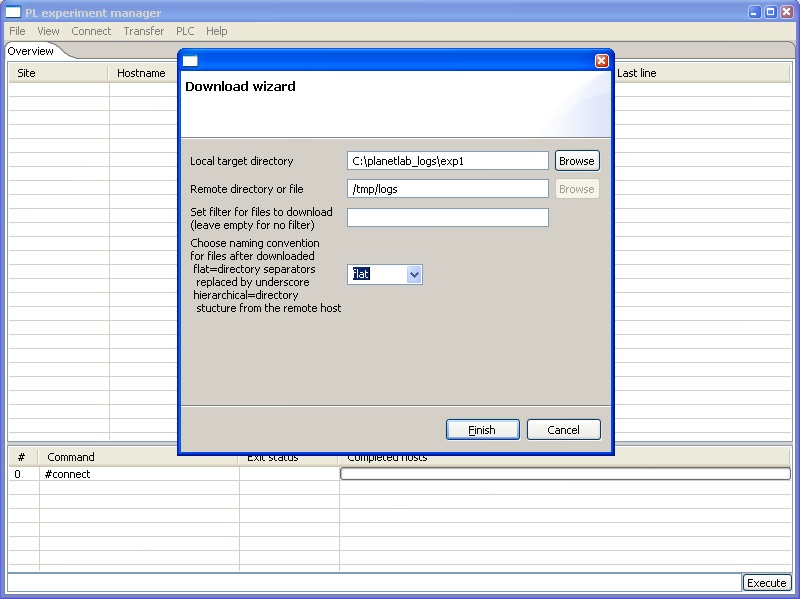 PL experiment manager
File View Connect Transfer PLC Help
Overview
Site Hostname Last line
Download wizard
Local target directory C:\planetlab_logs\exp1 Browse
Remote directory or file /tmp/logs Browse
Set filter for files to download
(leave empty for no filter)
Choose naming convention
for files after downloaded
flat=directory separators
replaced by underscore
hierarchical=directory
stucture from the remote host
flat
Finish Cancel
# Command Exit status Completed hosts
0 #connect
Execute